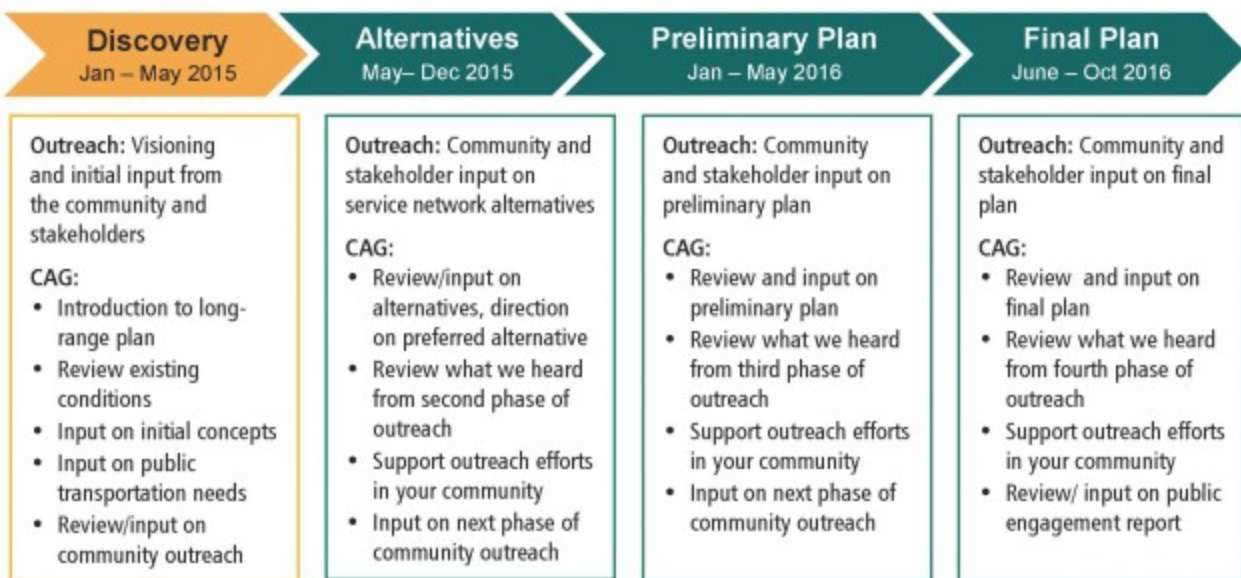 Discovery
Jan – May 2015
Alternatives
May– Dec 2015
Preliminary Plan
Jan – May 2016
Final Plan
June – Oct 2016
Outreach: Visioning
and initial input from
the community and
stakeholders
CAG:
• Introduction to long-
range plan
• Review existing
conditions
• Input on initial concepts
• Input on public
transportation needs
• Review/input on
community outreach
Outreach: Community and
stakeholder input on
service network alternatives
CAG:
• Review/input on
alternatives, direction
on preferred alternative
• Review what we heard
from second phase of
outreach
• Support outreach efforts
in your community
• Input on next phase of
community outreach
Outreach: Community
and stakeholder input on
preliminary plan
CAG:
• Review and input on
preliminary plan
• Review what we heard
from third phase of
outreach
• Support outreach efforts
in your community
• Input on next phase of
community outreach
Outreach: Community and
stakeholder input on final
plan
CAG:
• Review and input on
final plan
• Review what we heard
from fourth phase of
outreach
• Support outreach efforts
in your community
• Review/ input on public
engagement report